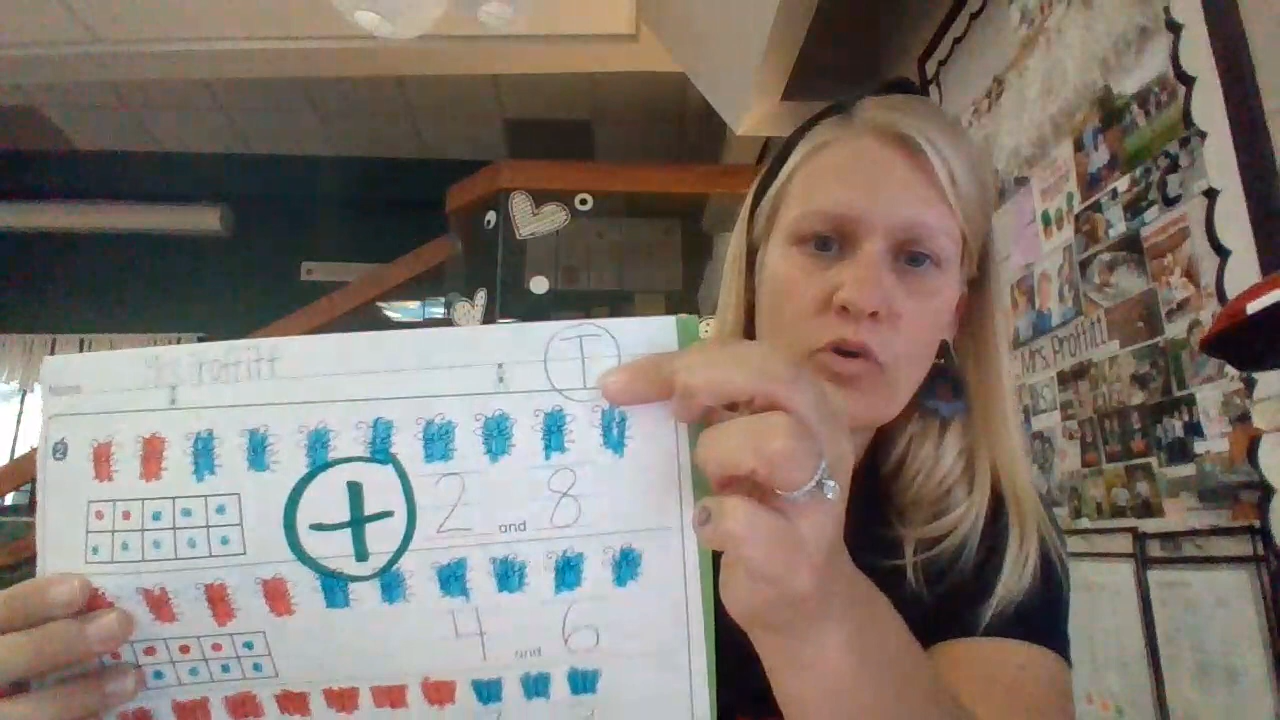 Mrs. Proffitt
T
2
+
2 and 8
4 and 6
Mrs. Proffitt